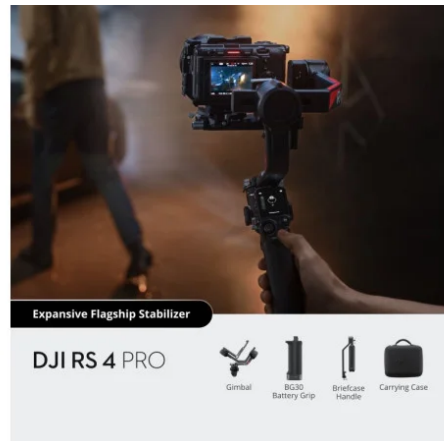 Expansive Flagship Stabilizer
DJI RS 4 PRO
Gimbal
BG30
Battery Grip
Briefcase
Handle
Carrying Case